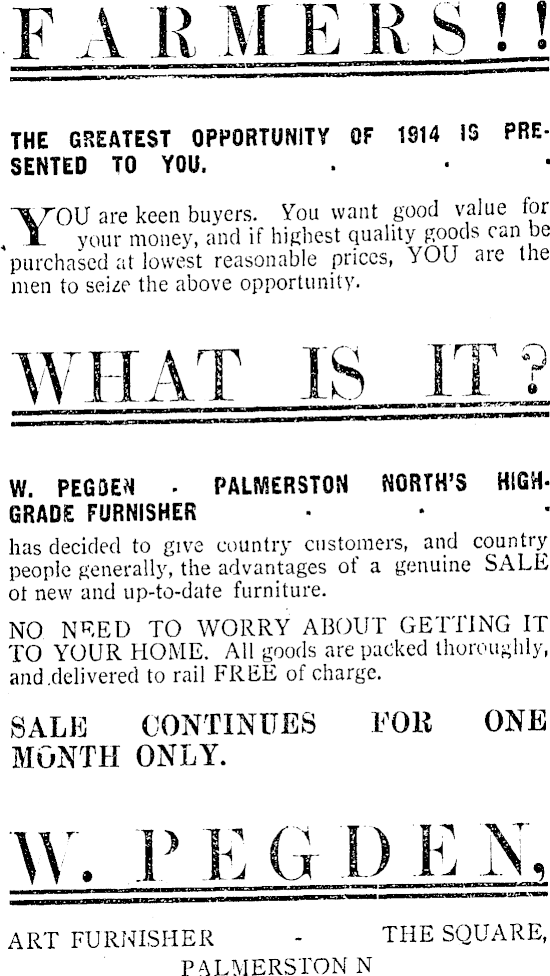 FARMERS!!
THE GREATEST OPPORTUNITY OF 1914 IS PRE-
SENTED TO YOU. . . .
YOU are keen buyers. You want good value for
your money, and if highest quality goods can be
purchased at lowest reasonable prices, YOU are the
men to seize the above opportunity.
WHAT IS IT?
W. PEGDEN - PALMERSTON NORTH'S HIGH-
GRADE FURNISHER . . .
has decided to give country customers, and country
people generally, the advantages of a genuine SALE
of new and up-to-date furniture.
NO NEED TO WORRY ABOUT GETTING IT
TO YOUR HOME. All goods are packed thoroughly,
and delivered to rail FREE of charge.
SALE CONTINUES FOR ONE
MONTH ONLY.
W. PEGDEN,
ART FURNISHER - THE SQUARE,
PALMERSTON N